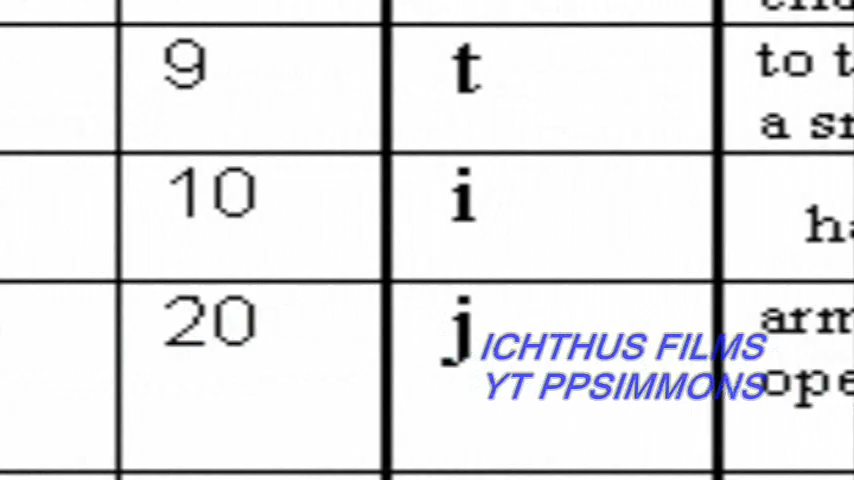 9 t to t
a sr
10 i ha
20 j arm
ope
ICHTHUS FILMS
YT PPSIMMONS